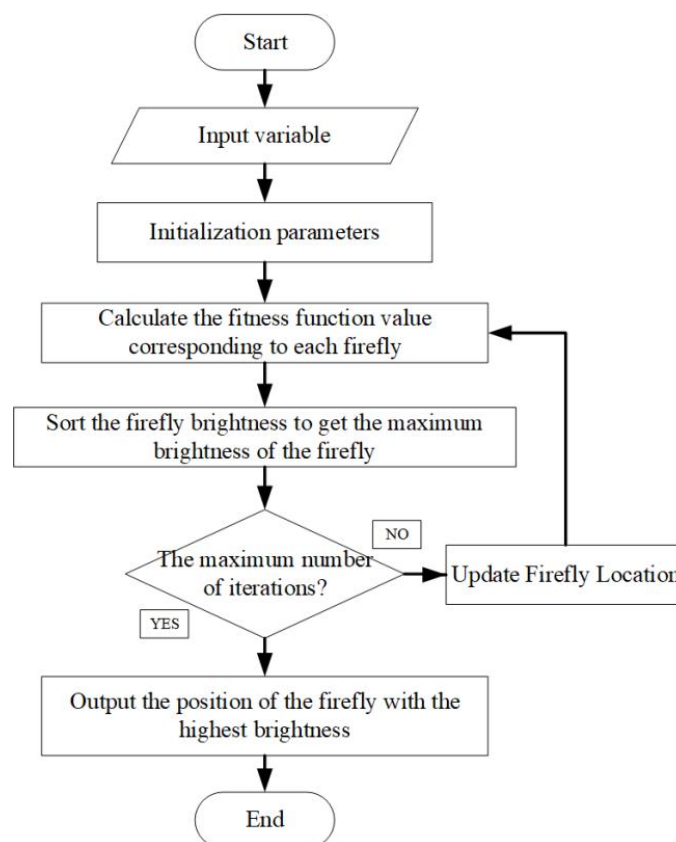 Start
Input variable
Initialization parameters
Calculate the fitness function value
corresponding to each firefly
Sort the firefly brightness to get the maximum
brightness of the firefly
NO
The maximum number
of iterations?
Update Firefly Location
YES
Output the position of the firefly with the
highest brightness
End